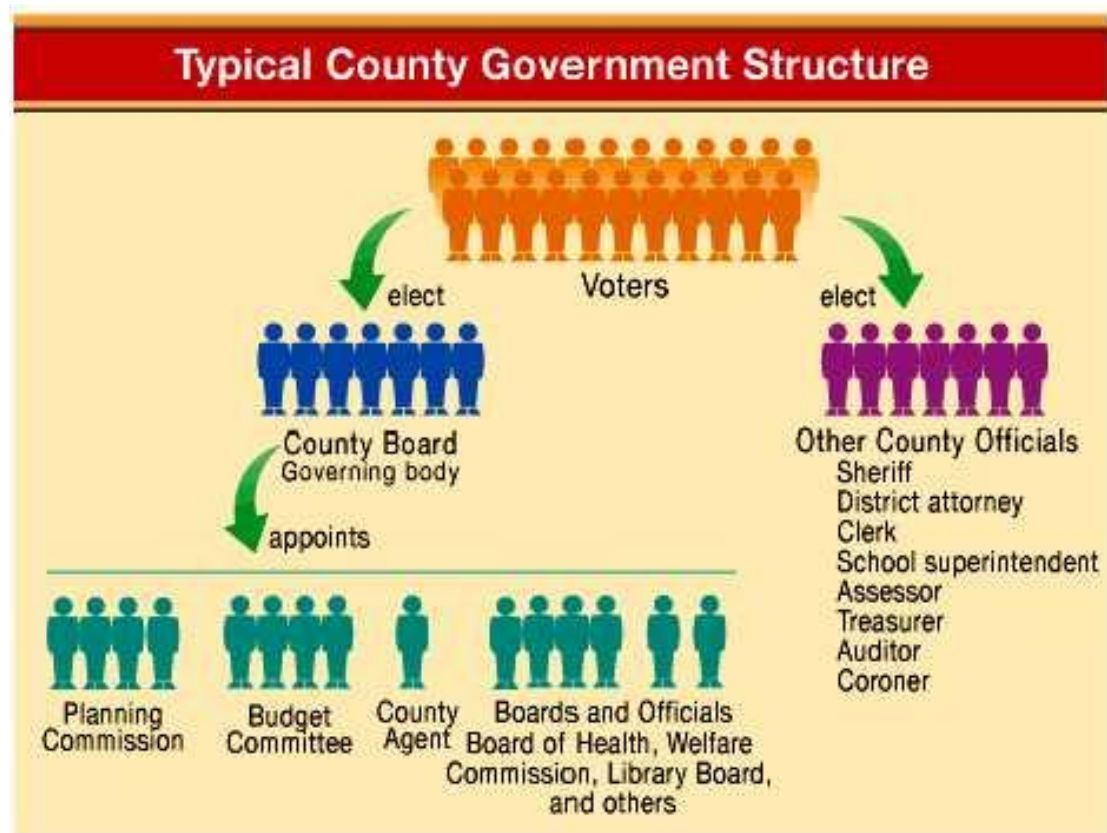 Typical County Government Structure
Voters
elect
elect
County Board
Governing body
appoints
Planning
Commission
Budget
Committee
County
Agent
Boards and Officials
Board of Health, Welfare
Commission, Library Board,
and others
Other County Officials
Sheriff
District attorney
Clerk
School superintendent
Assessor
Treasurer
Auditor
Coroner